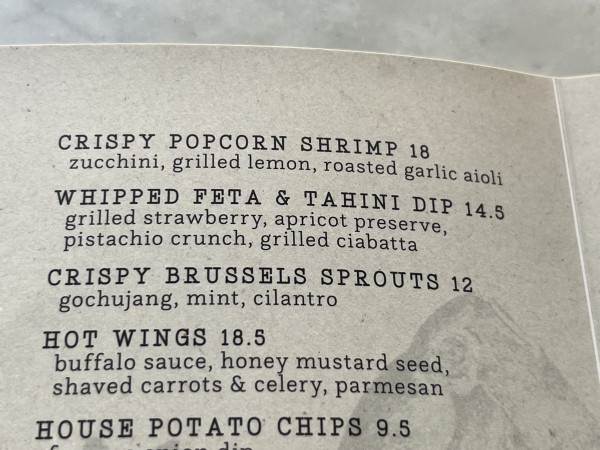 CRISPY POPCORN SHRIMP 18
zucchini, grilled lemon, roasted garlic aioli
WHIPPED FETA & TAHINI DIP 14.5
grilled strawberry, apricot preserve,
pistachio crunch, grilled ciabatta
CRISPY BRUSSELS SPROUTS 12
gochujang, mint, cilantro
HOT WINGS 18.5
buffalo sauce, honey mustard seed,
shaved carrots & celery, parmesan
HOUSE POTATO CHIPS 9.5
dip